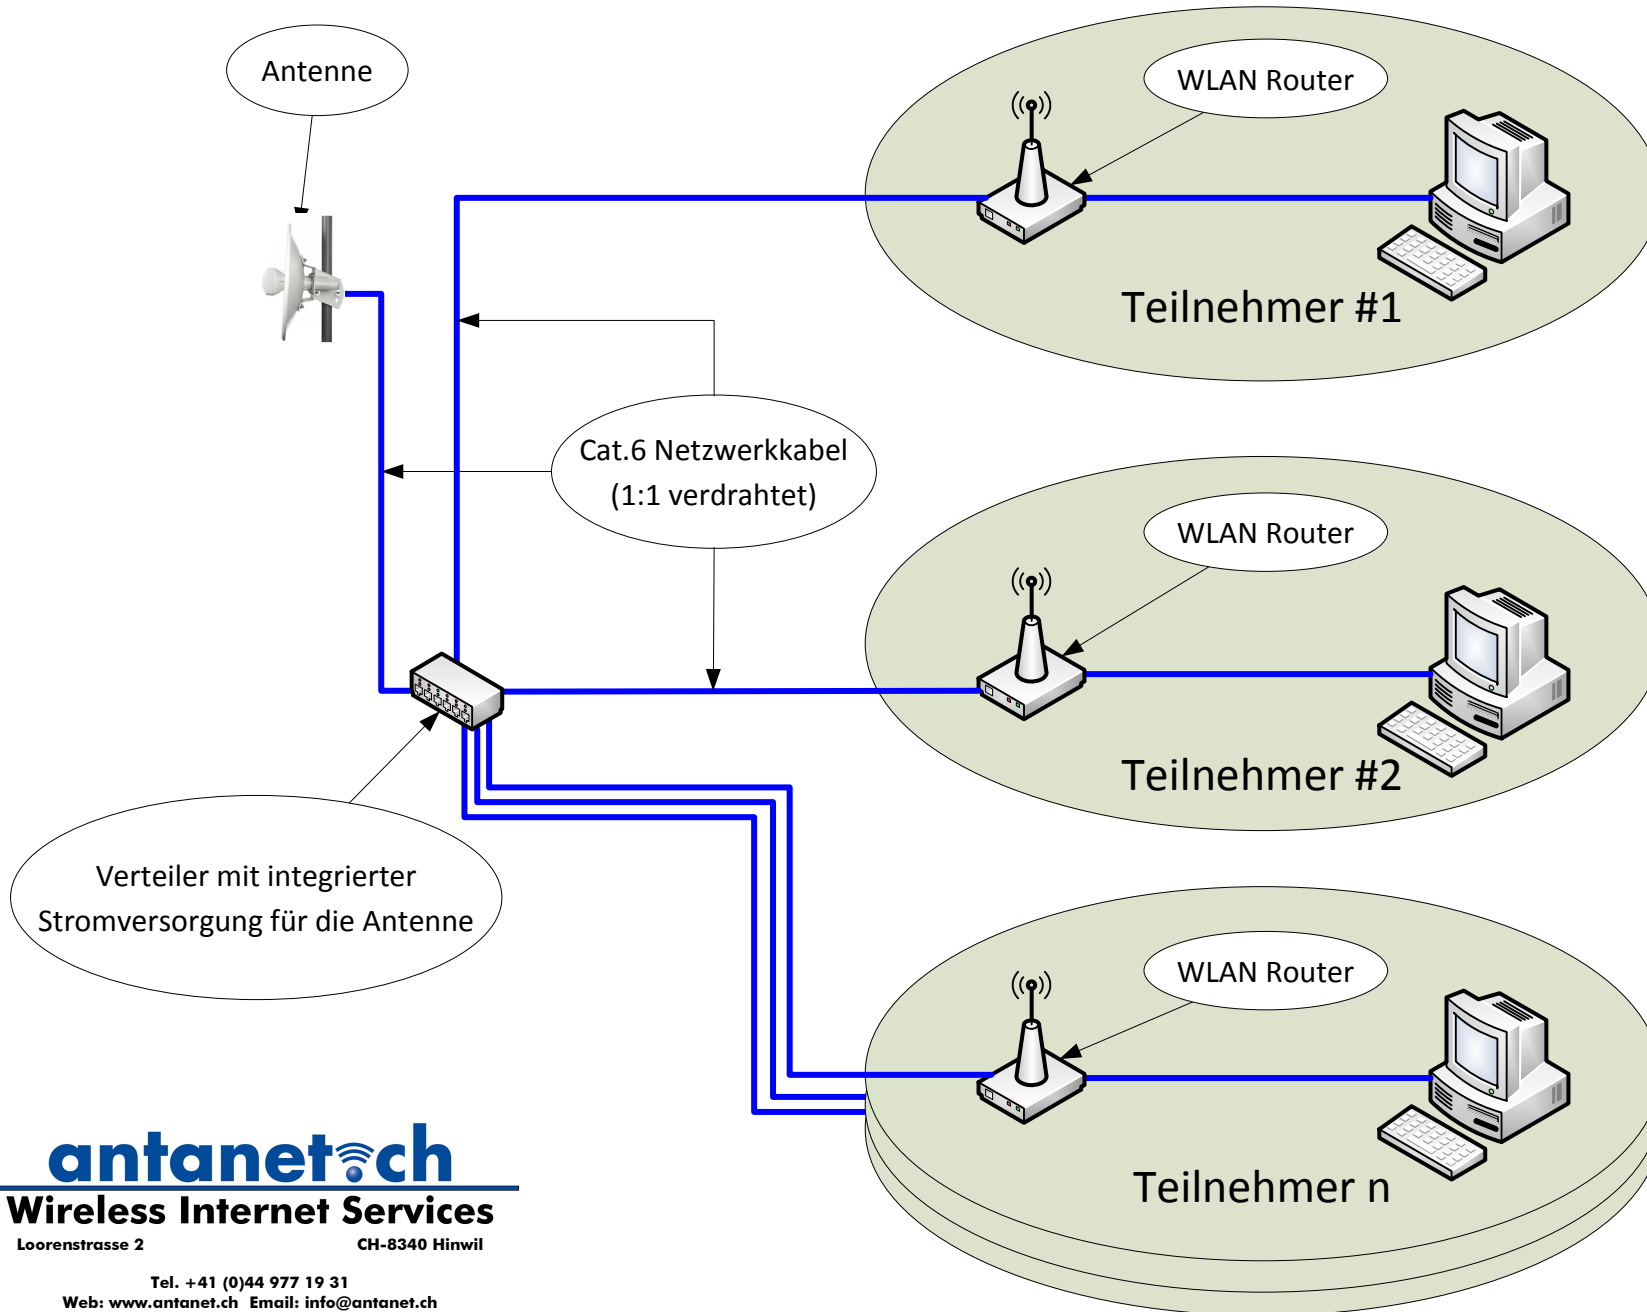 Antenne
WLAN Router
Teilnehmer #1
Cat.6 Netzwerkkabel
(1:1 verdrahtet)
WLAN Router
Teilnehmer #2
Verteiler mit integrierter
Stromversorgung für die Antenne
WLAN Router
Teilnehmer n
antanet.ch
Wireless Internet Services
Loorenstrasse 2 CH-8340 Hinwil
Tel. +41 (0)44 977 19 31
Web: www.antanet.ch Email: info@antanet.ch